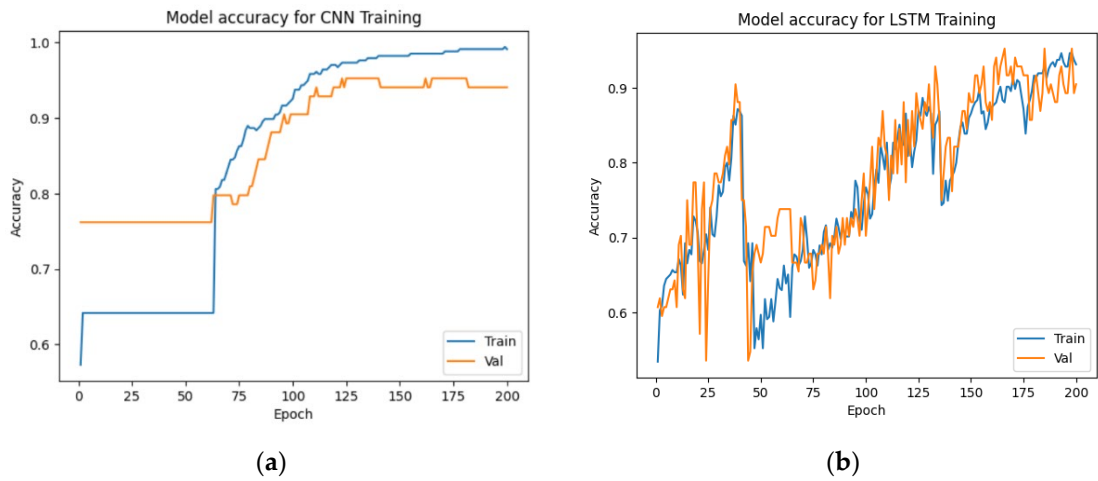 Model accuracy for CNN Training
1.0
0.9
0.8
0.7
0.6
Accuracy
0 25 50 75 100 125 150 175 200
Epoch
Train
Val
(a)
Model accuracy for LSTM Training
0.9
0.8
0.7
0.6
Accuracy
0 25 50 75 100 125 150 175 200
Epoch
Train
Val
(b)